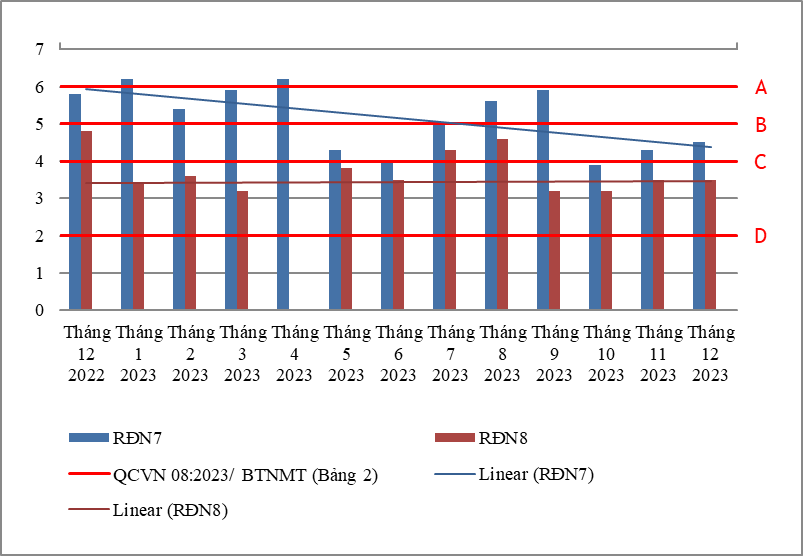 7
6
5
4
3
2
1
0
A
B
C
D
Tháng 12 2022
Tháng 1 2023
Tháng 2 2023
Tháng 3 2023
Tháng 4 2023
Tháng 5 2023
Tháng 6 2023
Tháng 7 2023
Tháng 8 2023
Tháng 9 2023
Tháng 10 2023
Tháng 11 2023
Tháng 12 2023
RĐN7
RĐN8
QCVN 08:2023/ BTNMT (Bảng 2)
Linear (RĐN7)
Linear (RĐN8)